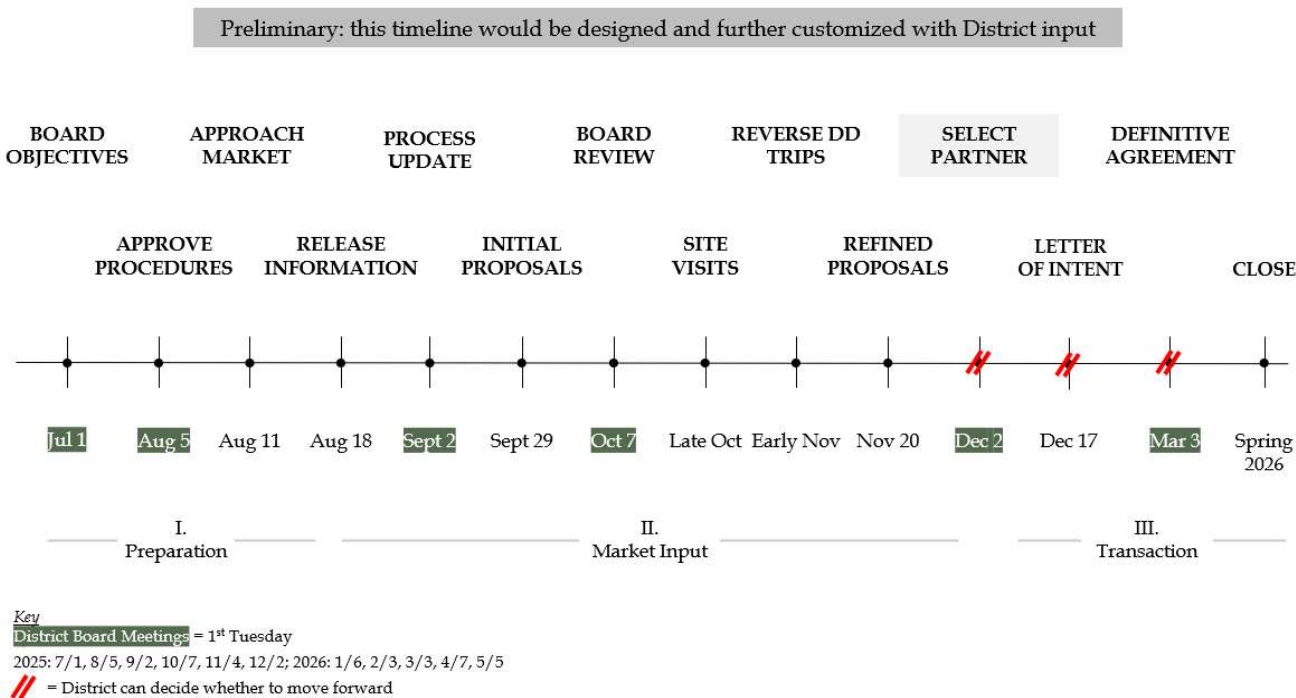 Preliminary: this timeline would be designed and further customized with District input
BOARD
OBJECTIVES
APPROACH
MARKET
PROCESS
UPDATE
BOARD
REVIEW
REVERSE DD
TRIPS
SELECT
PARTNER
DEFINITIVE
AGREEMENT
APPROVE
PROCEDURES
RELEASE
INFORMATION
INITIAL
PROPOSALS
SITE
VISITS
REFINED
PROPOSALS
LETTER
OF INTENT
CLOSE
Jul 1
Aug 5
Aug 11
Aug 18
Sept 2
Sept 29
Oct 7
Late Oct
Early Nov
Nov 20
Dec 2
Dec 17
Mar 3
Spring
2026
I.
Preparation
II.
Market Input
III.
Transaction
Key
District Board Meetings = 1st Tuesday
2025: 7/1, 8/5, 9/2, 10/7, 11/4, 12/2; 2026: 1/6, 2/3, 3/3, 4/7, 5/5
= District can decide whether to move forward